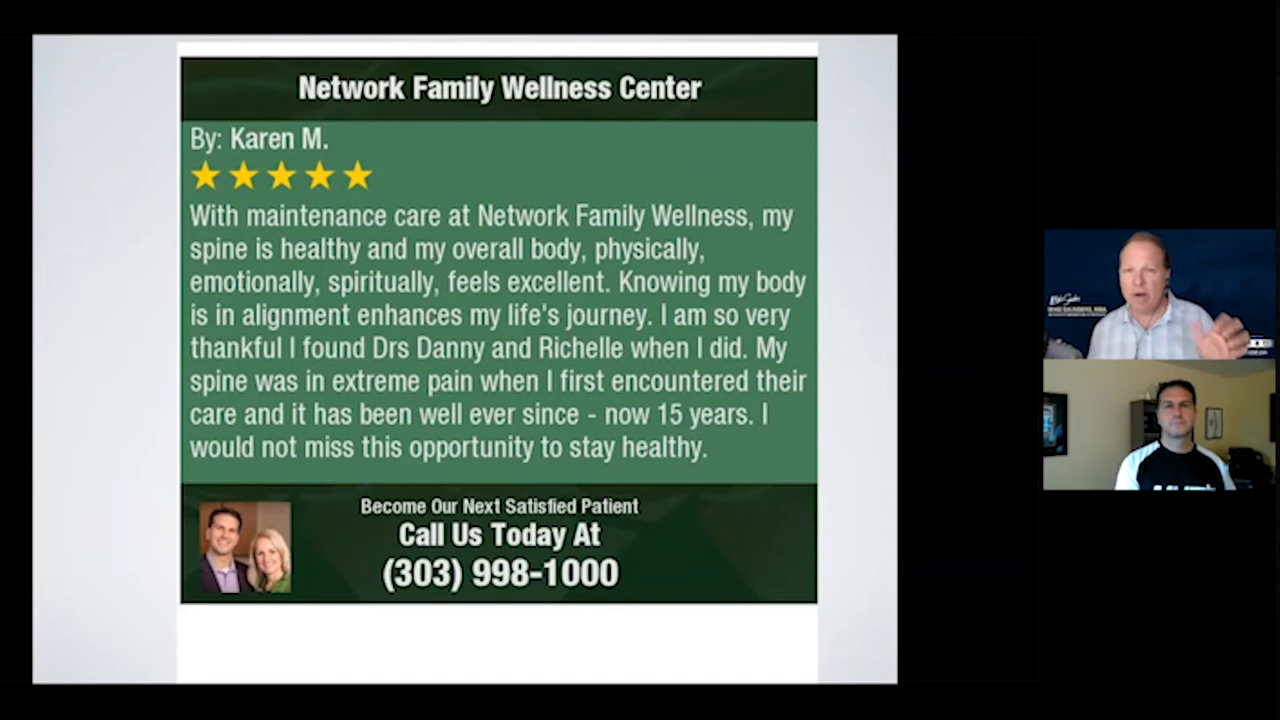 Network Family Wellness Center
By: Karen M.
With maintenance care at Network Family Wellness, my
spine is healthy and my overall body, physically,
emotionally, spiritually, feels excellent. Knowing my body
is in alignment enhances my life's journey. I am so very
thankful I found Drs Danny and Richelle when I did. My
spine was in extreme pain when I first encountered their
care and it has been well ever since - now 15 years. I
would not miss this opportunity to stay healthy.
Become Our Next Satisfied Patient
Call Us Today At
(303) 998-1000
MIKE SAUNDERS, MBA